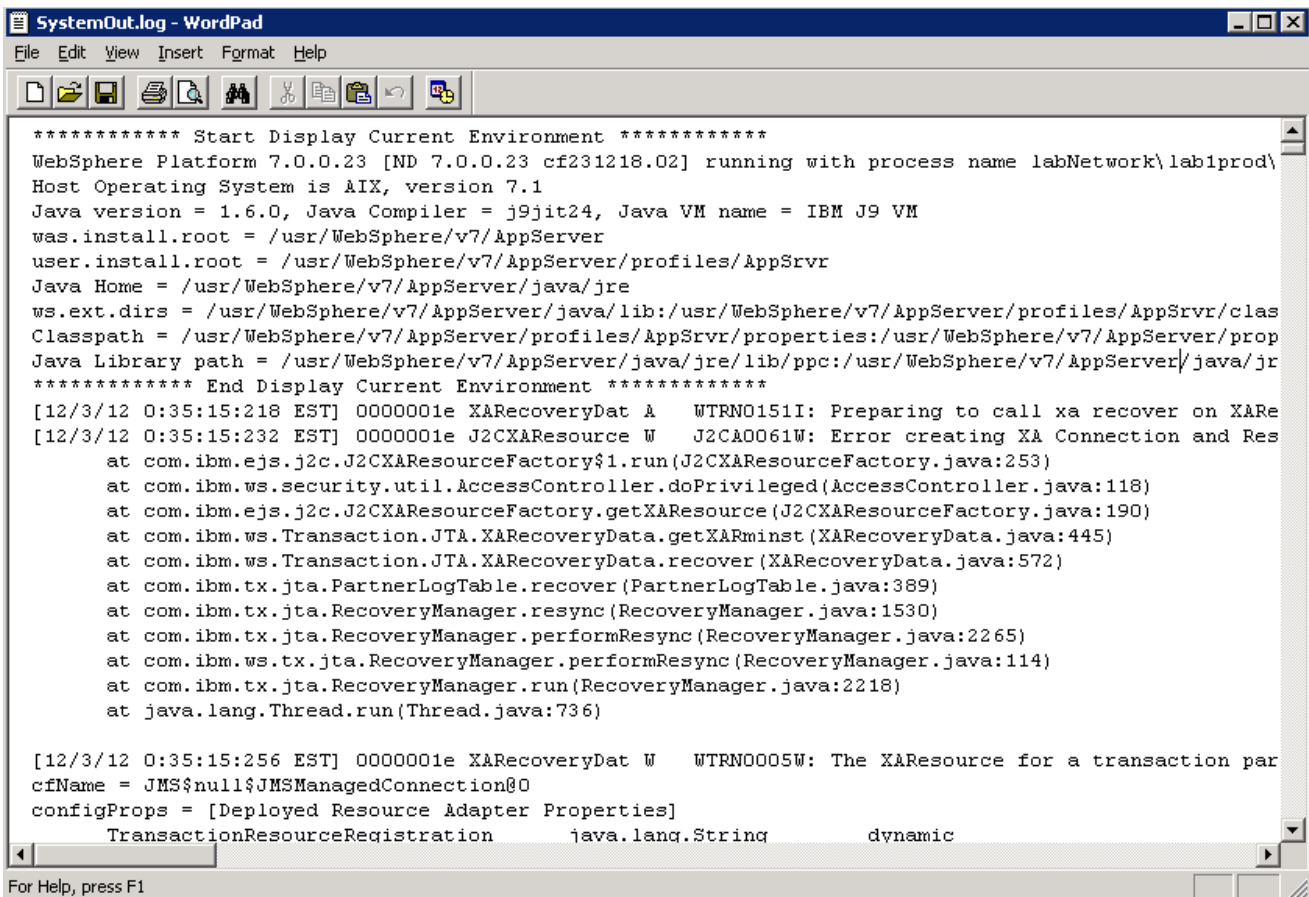 SystemOut.log - WordPad
File Edit View Insert Format Help
************ Start Display Current Environment ************
WebSphere Platform 7.0.0.23 [ND 7.0.0.23 cf231218.02] running with process name labNetwork\lab1prod\
Host Operating System is AIX, version 7.1
Java version = 1.6.0, Java Compiler = j9jit24, Java VM name = IBM J9 VM
was.install.root = /usr/WebSphere/v7/AppServer
user.install.root = /usr/WebSphere/v7/AppServer/profiles/AppSrvr
Java Home = /usr/WebSphere/v7/AppServer/java/jre
ws.ext.dirs = /usr/WebSphere/v7/AppServer/java/lib:/usr/WebSphere/v7/AppServer/profiles/AppSrvr/clas
Classpath = /usr/WebSphere/v7/AppServer/profiles/AppSrvr/properties:/usr/WebSphere/v7/AppServer/prop
Java Library path = /usr/WebSphere/v7/AppServer/java/jre/lib/ppc:/usr/WebSphere/v7/AppServer/java/jr
************* End Display Current Environment *************
[12/3/12 0:35:15:218 EST] 0000001e XARecoveryDat A   WTRN0151I: Preparing to call xa recover on XARe
[12/3/12 0:35:15:232 EST] 0000001e J2CXAResource W   J2CA0061W: Error creating XA Connection and Res
at com.ibm.ejs.j2c.J2CXAResourceFactory$1.run(J2CXAResourceFactory.java:253)
at com.ibm.ws.security.util.AccessController.doPrivileged(AccessController.java:118)
at com.ibm.ejs.j2c.J2CXAResourceFactory.getXAResource(J2CXAResourceFactory.java:190)
at com.ibm.ws.Transaction.JTA.XARecoveryData.getXARminst(XARecoveryData.java:445)
at com.ibm.ws.Transaction.JTA.XARecoveryData.recover(XARecoveryData.java:572)
at com.ibm.tx.jta.PartnerLogTable.recover(PartnerLogTable.java:389)
at com.ibm.tx.jta.RecoveryManager.resync(RecoveryManager.java:1530)
at com.ibm.tx.jta.RecoveryManager.performResync(RecoveryManager.java:2265)
at com.ibm.ws.tx.jta.RecoveryManager.performResync(RecoveryManager.java:114)
at com.ibm.tx.jta.RecoveryManager.run(RecoveryManager.java:2218)
at java.lang.Thread.run(Thread.java:736)
[12/3/12 0:35:15:256 EST] 0000001e XARecoveryDat W   WTRN0005W: The XAResource for a transaction par
cfName = JMS$null$JMSManagedConnection@0
configProps = [Deployed Resource Adapter Properties]
TransactionResourceRegistration java.lang.String dynamic
For Help, press F1